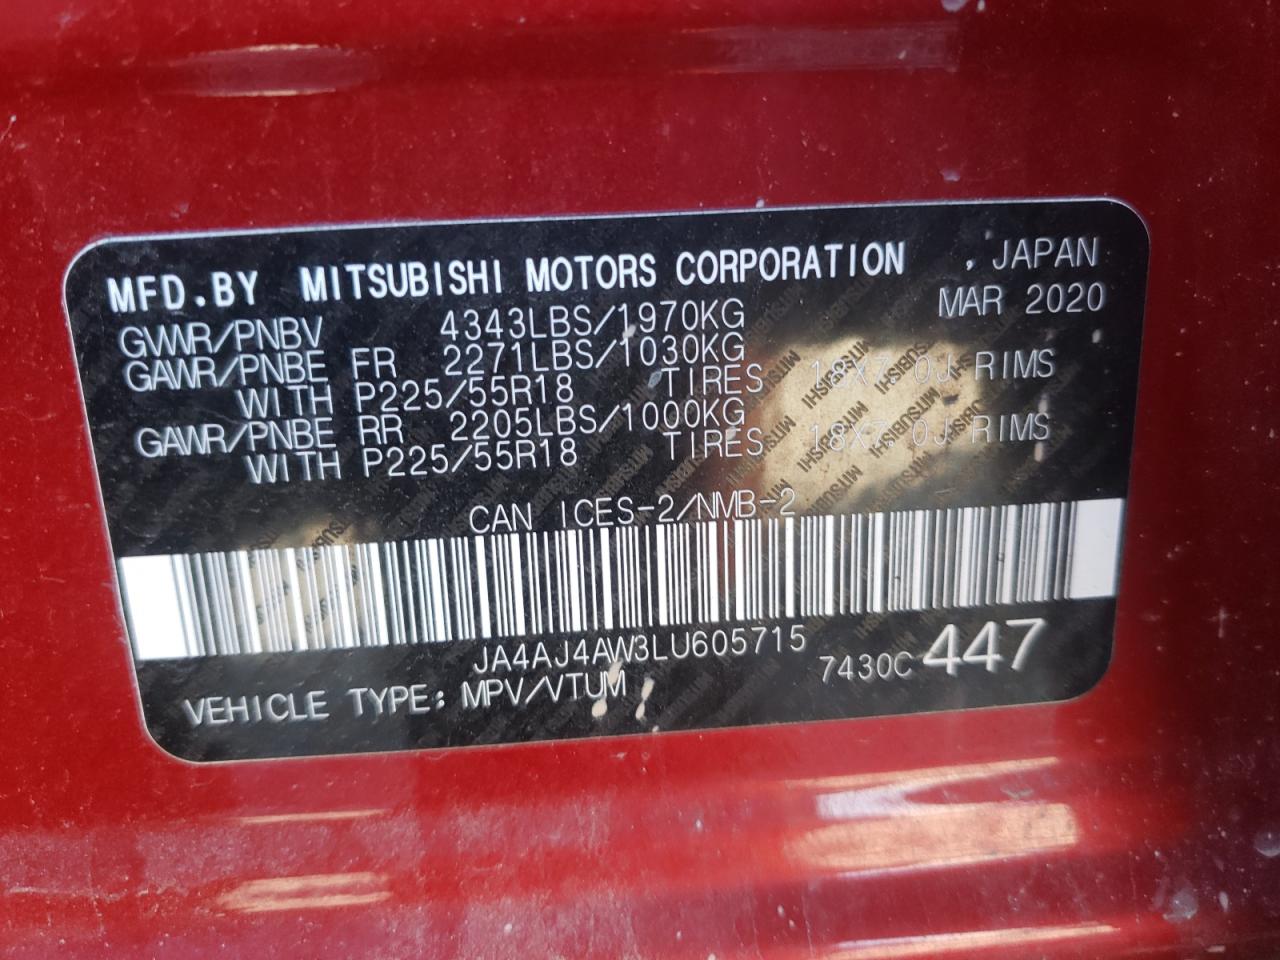 MFD.BY MITSUBISHI MOTORS CORPORATION , JAPAN
MAR 2020
GVWR/PNBV 4343LBS/1970KG
GAWR/PNBE FR 2271LBS/1030KG
WITH P225/55R18 TIRES 18X7.0J RIMS
GAWR/PNBE RR 2205LBS/1000KG
WITH P225/55R18 TIRES 18X7.0J RIMS
CAN ICES-2/NMB-2
JA4AJ4AW3LU605715
7430C 447
VEHICLE TYPE: MPV/VTUM